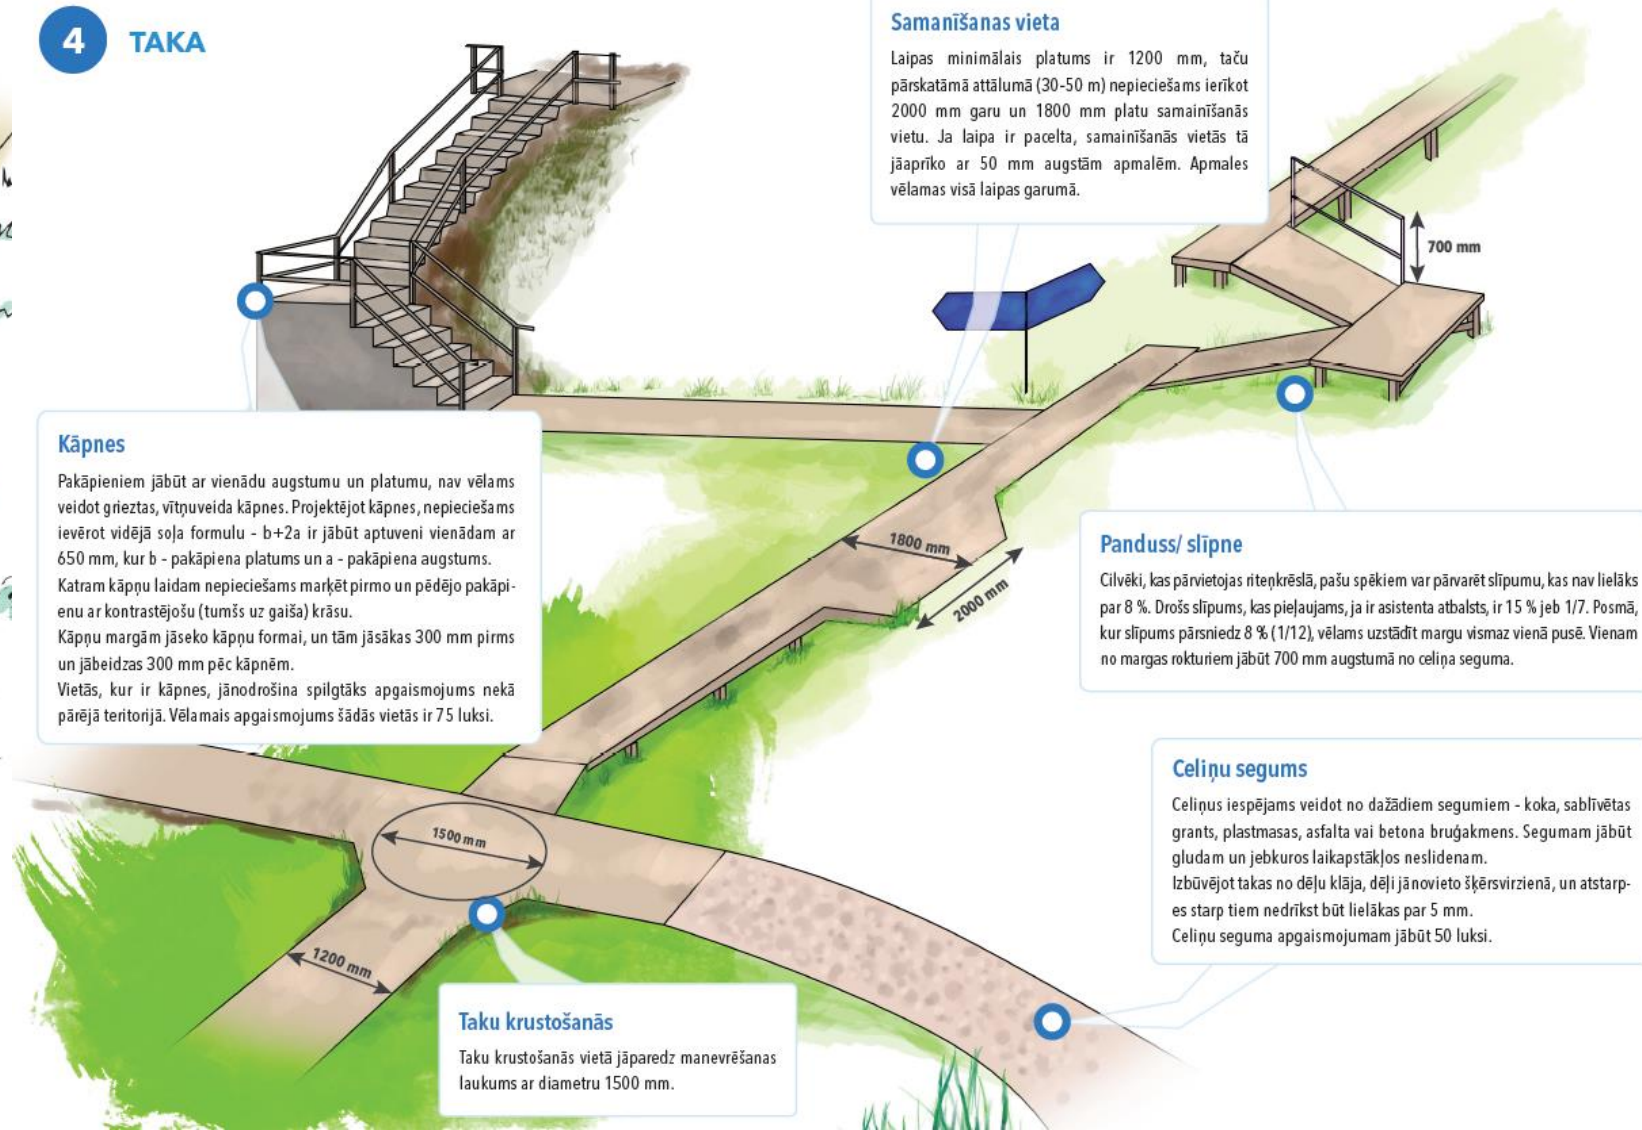 4 TAKA
Samanīšanas vieta
Laipas minimālais platums ir 1200 mm, taču
pārskatāmā attālumā (30-50 m) nepieciešams ierīkot
2000 mm garu un 1800 mm platu samainīšanās
vietu. Ja laipa ir pacelta, samainīšanās vietās tā
jāaprīko ar 50 mm augstām apmalēm. Apmales
vēlamas visā laipas garumā.
700 mm
Kāpnes
Pakāpieniem jābūt ar vienādu augstumu un platumu, nav vēlams
veidot grieztas, vītņuveida kāpnes. Projektējot kāpnes, nepieciešams
ievērot vidējā soļa formulu - b+2a ir jābūt aptuveni vienādam ar
650 mm, kur b - pakāpiena platums un a - pakāpiena augstums.
Katram kāpņu laidam nepieciešams marķēt pirmo un pēdējo pakāpi-
enu ar kontrastējošu (tumšs uz gaiša) krāsu.
Kāpņu margām jāseko kāpņu formai, un tām jāsākas 300 mm pirms
un jābeidzas 300 mm pēc kāpnēm.
Vietās, kur ir kāpnes, jānodrošina spilgtāks apgaismojums nekā
pārējā teritorijā. Vēlamais apgaismojums šādās vietās ir 75 luksi.
1800 mm
2000 mm
Panduss/ slīpne
Cilvēki, kas pārvietojas riteņkrēslā, pašu spēkiem var pārvarēt slīpumu, kas nav lielāks
par 8 %. Drošs slīpums, kas pieļaujams, ja ir asistenta atbalsts, ir 15 % jeb 1/7. Posmā,
kur slīpums pārsniedz 8 % (1/12), vēlams uzstādīt margu vismaz vienā pusē. Vienam
no margas rokturiem jābūt 700 mm augstumā no celiņa seguma.
Celiņu segums
Celiņus iespējams veidot no dažādiem segumiem - koka, sablīvētas
grants, plastmasas, asfalta vai betona bruģakmens. Segumam jābūt
gludam un jebkuros laikapstākļos neslidenam.
Izbūvējot takas no dēļu klāja, dēļi jānovieto šķērsvirzienā, un atstarp-
es starp tiem nedrīkst būt lielākas par 5 mm.
Celiņu seguma apgaismojumam jābūt 50 luksi.
1500 mm
1200 mm
Taku krustošanās
Taku krustošanās vietā jāparedz manevrēšanas
laukums ar diametru 1500 mm.